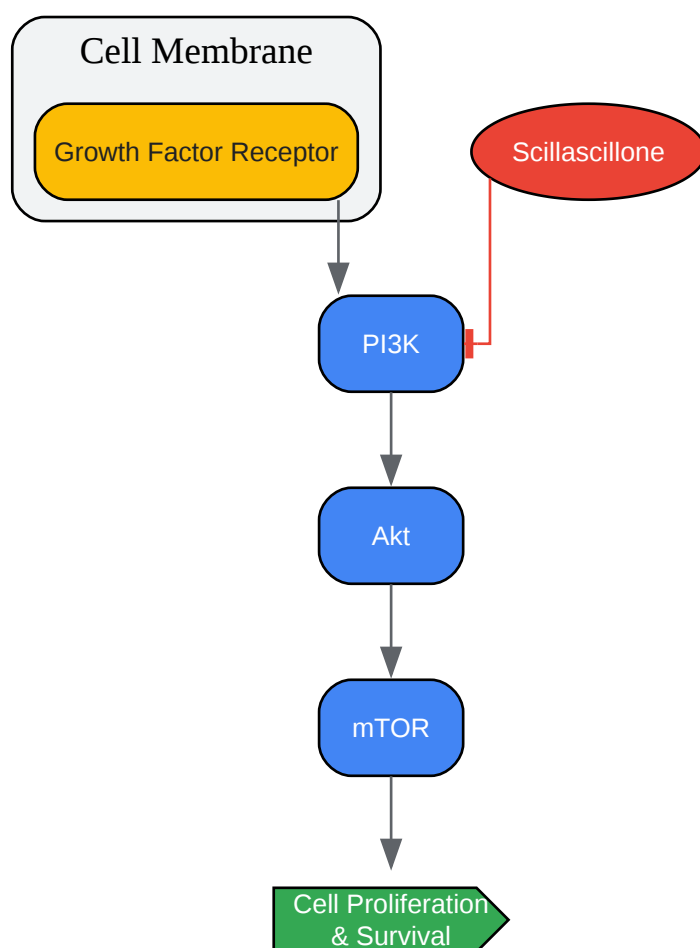 Cell Membrane
Growth Factor Receptor
Scillascillone
PI3K
Akt
mTOR
Cell Proliferation
& Survival